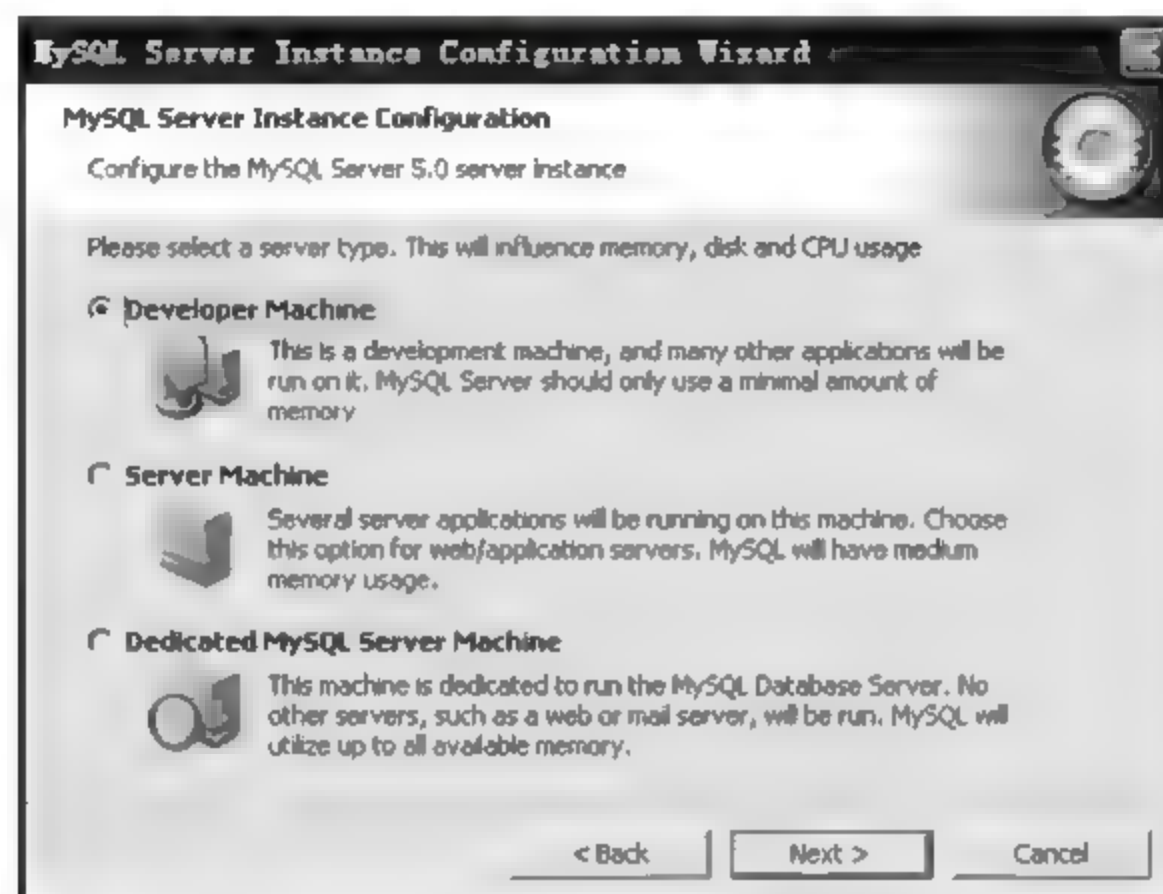 MySQL Server Instance Configuration Wizard
MySQL Server Instance Configuration
Configure the MySQL Server 5.0 server instance
Please select a server type. This will influence memory, disk and CPU usage
Developer Machine
This is a development machine, and many other applications will be
run on it. MySQL Server should only use a minimal amount of
memory
Server Machine
Several server applications will be running on this machine. Choose
this option for web/application servers. MySQL will have medium
memory usage.
Dedicated MySQL Server Machine
This machine is dedicated to run the MySQL Database Server. No
other servers, such as a web or mail server, will be run. MySQL will
utilize up to all available memory.
< Back
Next >
Cancel